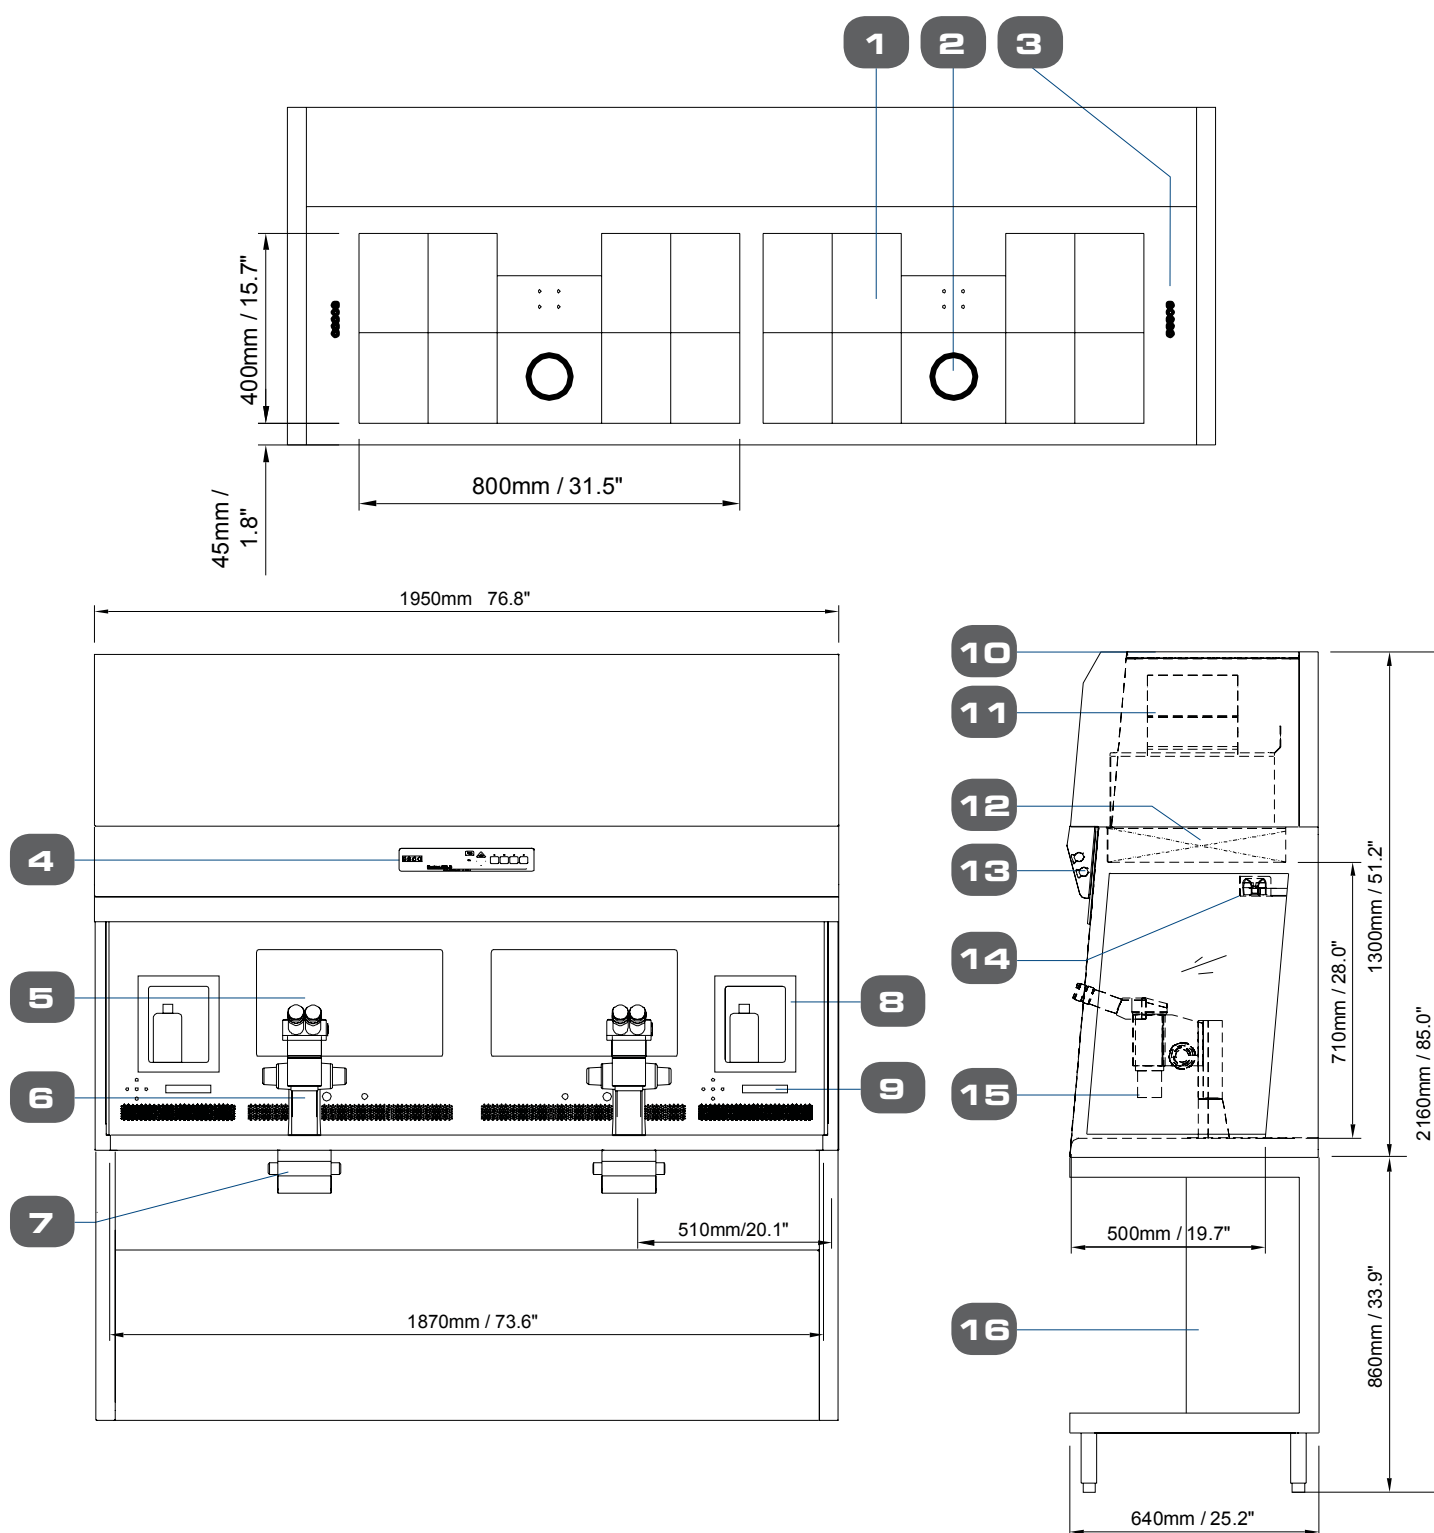 1 2 3
400mm / 15.7"
800mm / 31.5"
45mm /
1.8"
1950mm 76.8"
10
11
12
4
13
1300mm / 51.2"
14
5
8
710mm / 28.0"
2160mm / 85.0"
6
9
15
7
510mm/20.1"
500mm / 19.7"
1870mm / 73.6"
16
860mm / 33.9"
640mm / 25.2"